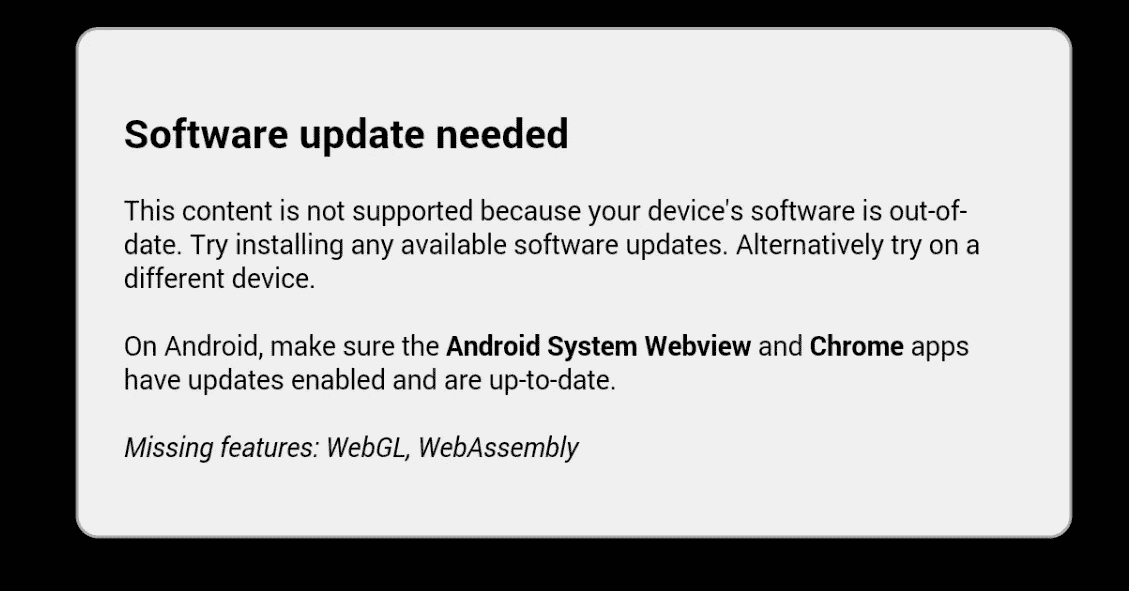 Software update needed
This content is not supported because your device's software is out-of-
date. Try installing any available software updates. Alternatively try on a
different device.
On Android, make sure the Android System Webview and Chrome apps
have updates enabled and are up-to-date.
Missing features: WebGL, WebAssembly